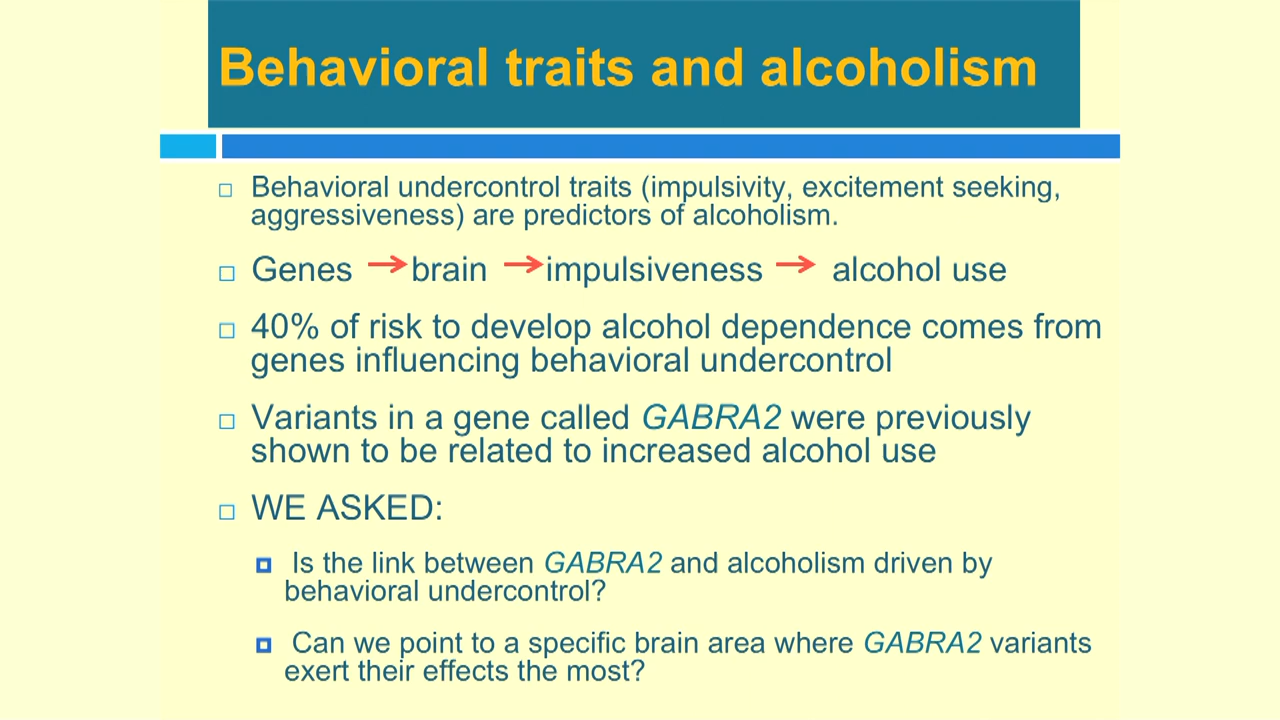 Behavioral traits and alcoholism
Behavioral undercontrol traits (impulsivity, excitement seeking,
aggressiveness) are predictors of alcoholism.
Genes → brain → impulsiveness → alcohol use
40% of risk to develop alcohol dependence comes from
genes influencing behavioral undercontrol
Variants in a gene called GABRA2 were previously
shown to be related to increased alcohol use
WE ASKED:
Is the link between GABRA2 and alcoholism driven by
behavioral undercontrol?
Can we point to a specific brain area where GABRA2 variants
exert their effects the most?